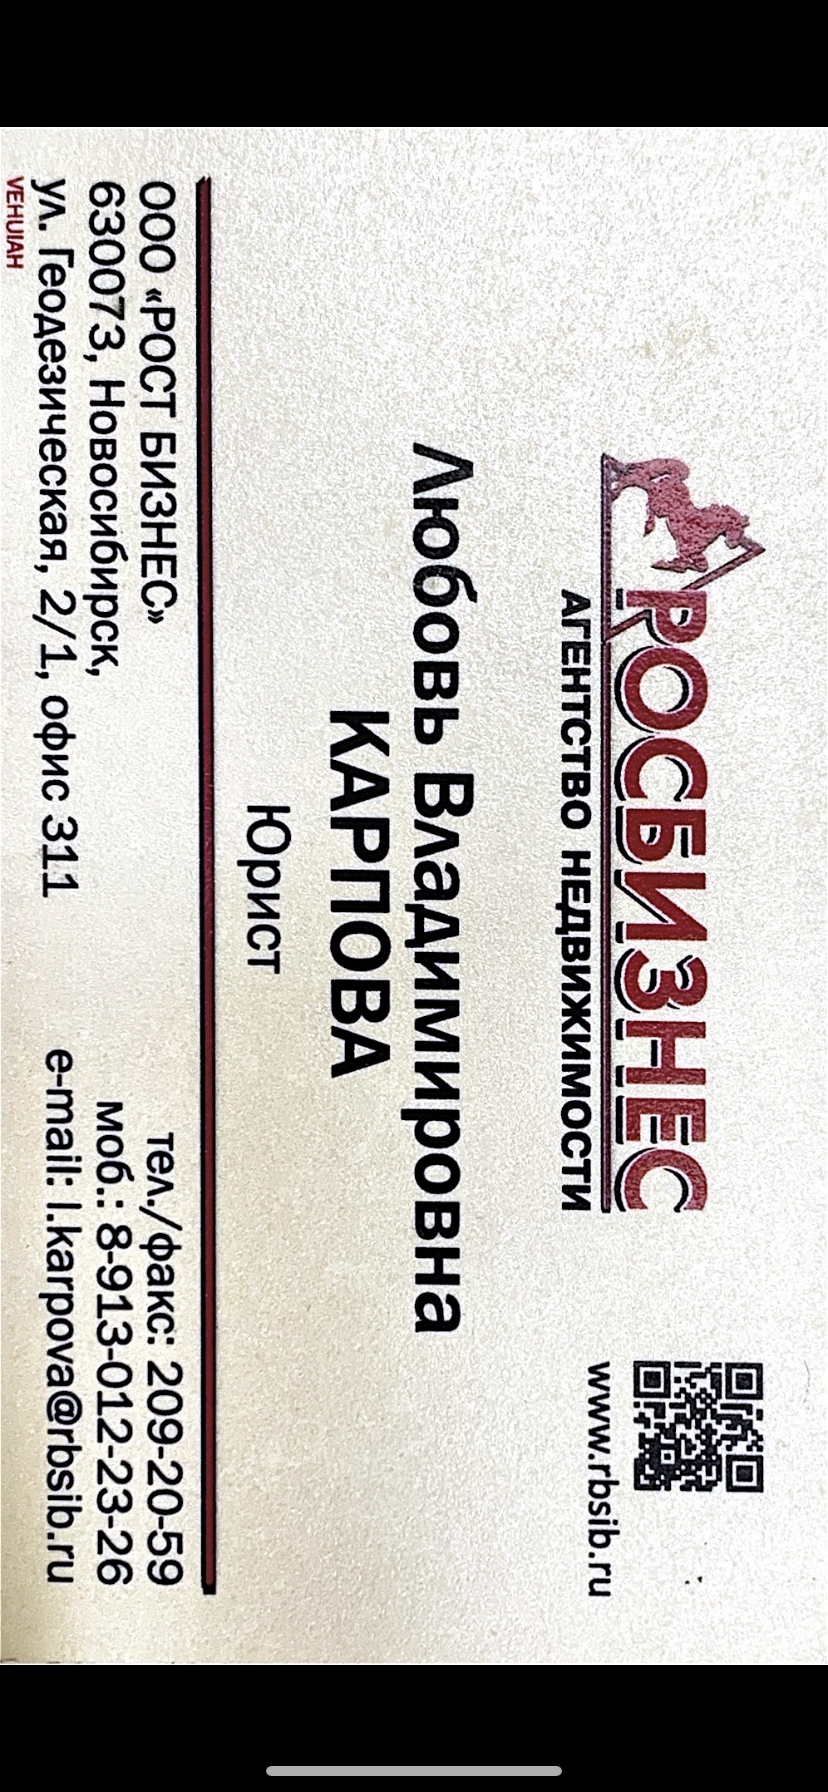 РОСБИЗНЕС
АГЕНТСТВО НЕДВИЖИМОСТИ
www.rbsib.ru
Любовь Владимировна
КАРПОВА
Юрист
ООО «РОСТ БИЗНЕС»
630073, Новосибирск,
ул. Геодезическая, 2/1, офис 311
тел./факс: 209-20-59
моб.: 8-913-012-23-26
e-mail: l.karpova@rbsib.ru